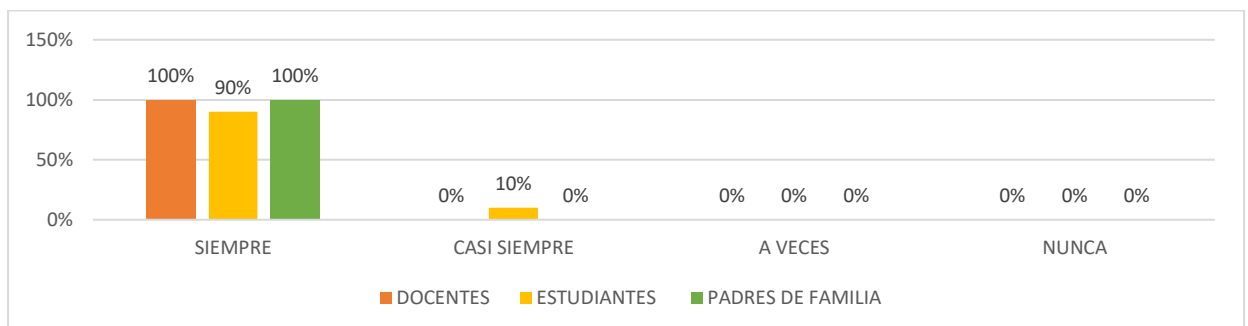 150%
100%
50%
0%
100% 90% 100%
0% 10% 0%
0% 0% 0%
0% 0% 0%
SIEMPRE CASI SIEMPRE A VECES NUNCA
DOCENTES ESTUDIANTES PADRES DE FAMILIA